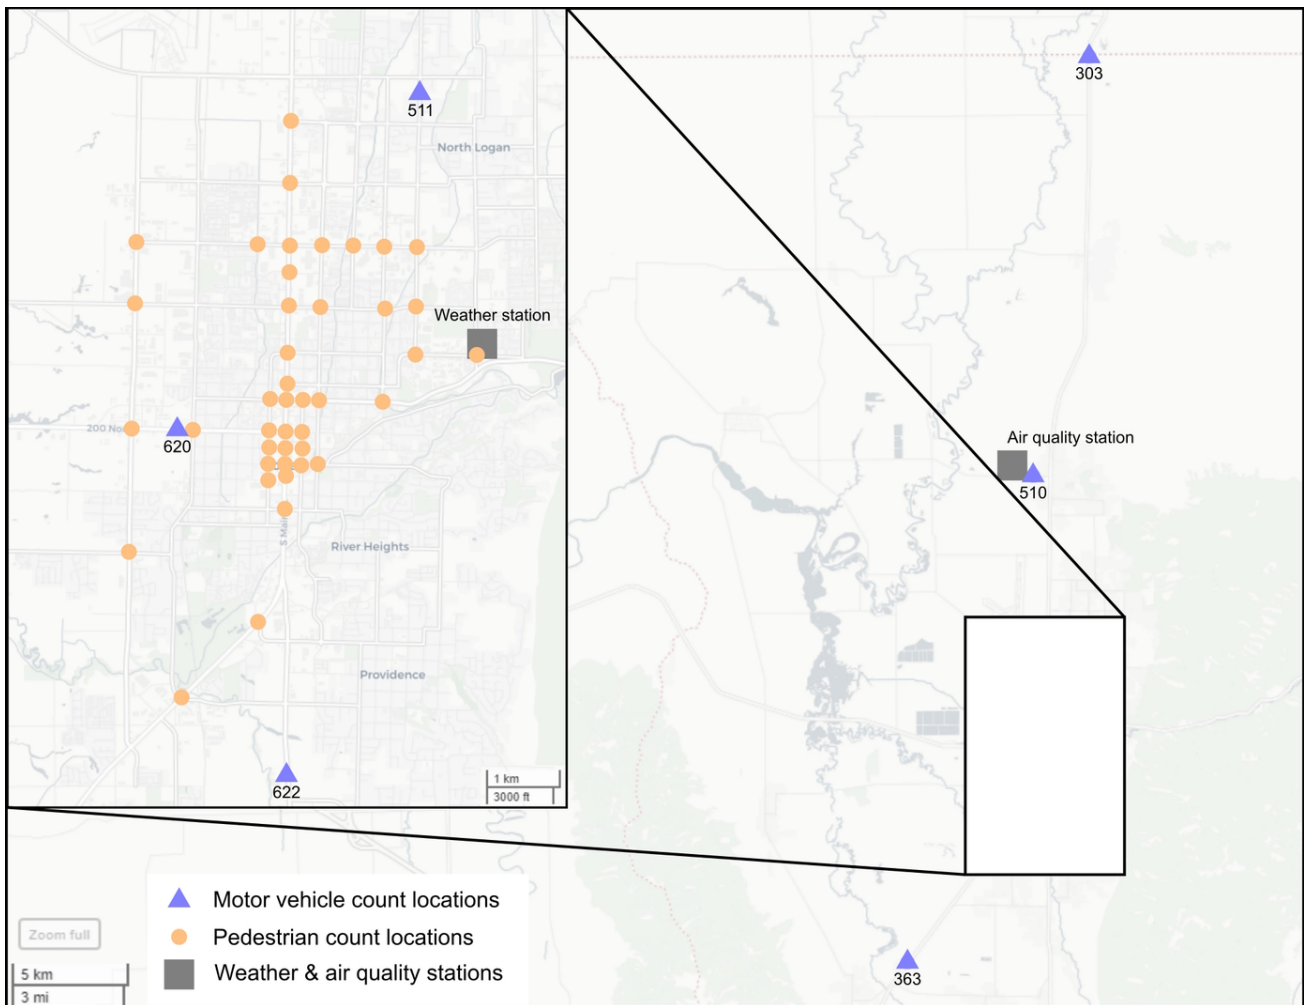 303
511
North Logan
Weather station
200 No
620
Air quality station
510
S Main
River Heights
Providence
1 km
3000 ft
622
Motor vehicle count locations
Pedestrian count locations
Weather & air quality stations
Zoom full
5 km
3 mi
363